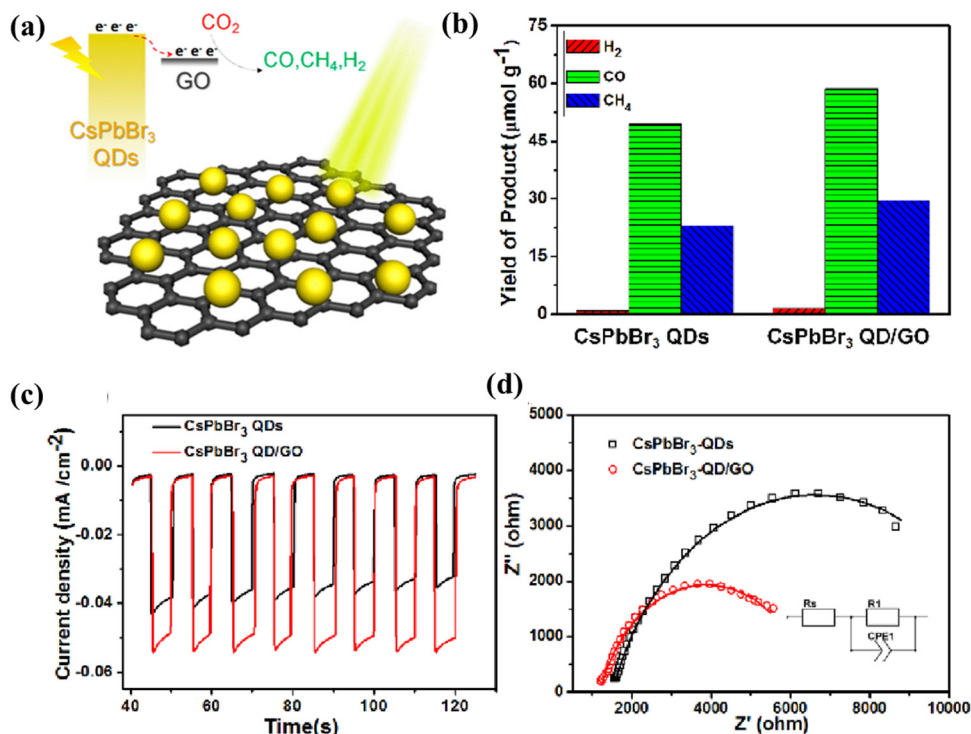 (a)
e⁻ e⁻ e⁻
CO₂
e⁻ e⁻ e⁻
GO
CO,CH₄,H₂
CsPbBr₃
QDs
(b)
Yield of Product (μmol g⁻¹)
75
60
45
30
15
0
H₂
CO
CH₄
CsPbBr₃ QDs
CsPbBr₃ QD/GO
(c)
CsPbBr₃ QDs
CsPbBr₃ QD/GO
Current density (mA /cm⁻²)
0.00
-0.02
-0.04
-0.06
40 60 80 100 120
Time(s)
(d)
Z'' (ohm)
5000
4000
3000
2000
1000
0
CsPbBr₃-QDs
CsPbBr₃-QD/GO
Rs
R1
CPE1
2000 4000 6000 8000 10000
Z' (ohm)